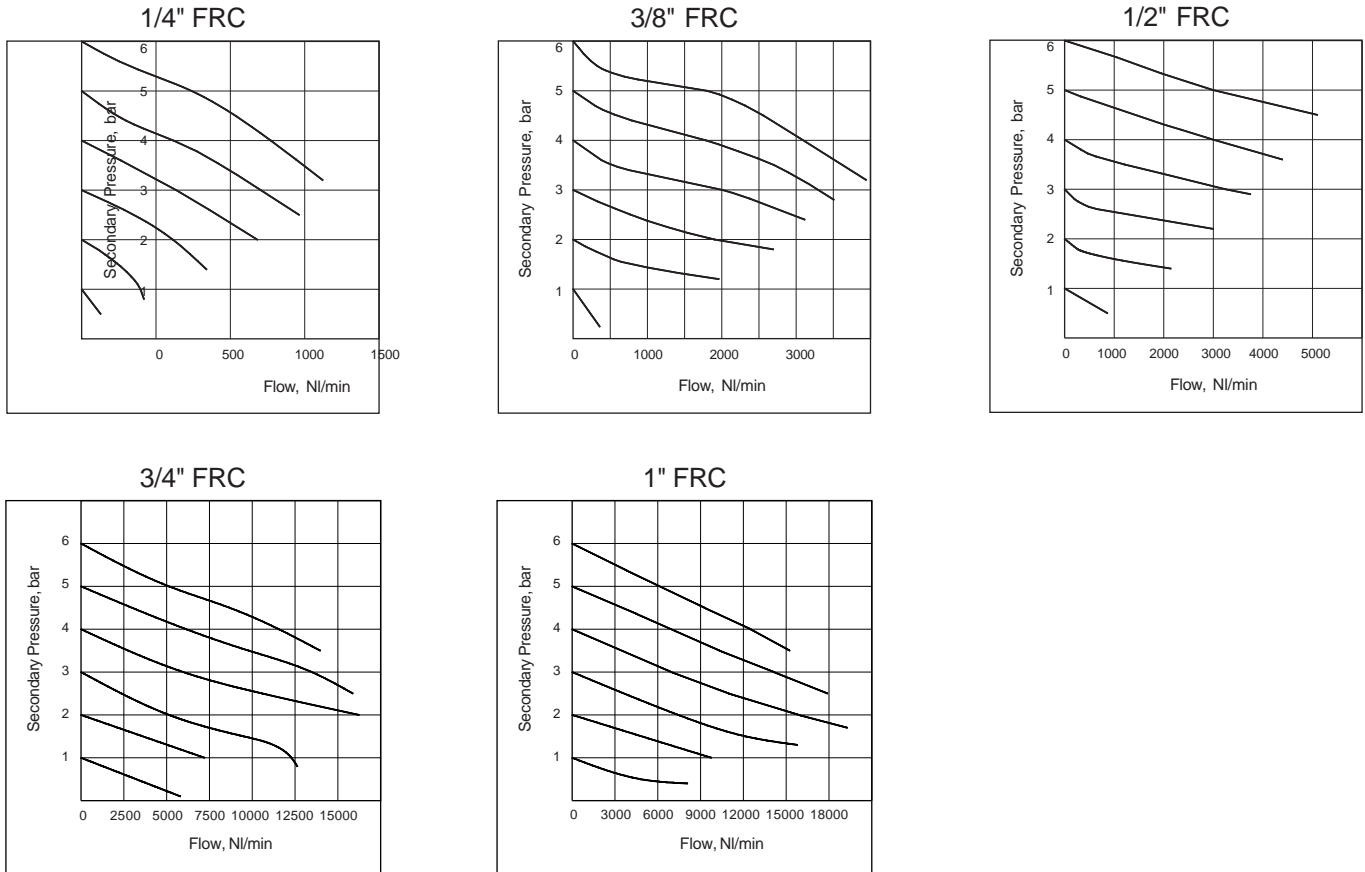 1/4" FRC
6
5
4
3
2
1
Secondary Pressure, bar
0 500 1000 1500
Flow, Nl/min
3/8" FRC
6
5
4
3
2
1
Secondary Pressure, bar
0 1000 2000 3000
Flow, Nl/min
1/2" FRC
6
5
4
3
2
1
Secondary Pressure, bar
0 1000 2000 3000 4000 5000
Flow, Nl/min
3/4" FRC
6
5
4
3
2
1
Secondary Pressure, bar
0 2500 5000 7500 10000 12500 15000
Flow, Nl/min
1" FRC
6
5
4
3
2
1
Secondary Pressure, bar
0 3000 6000 9000 12000 15000 18000
Flow, Nl/min